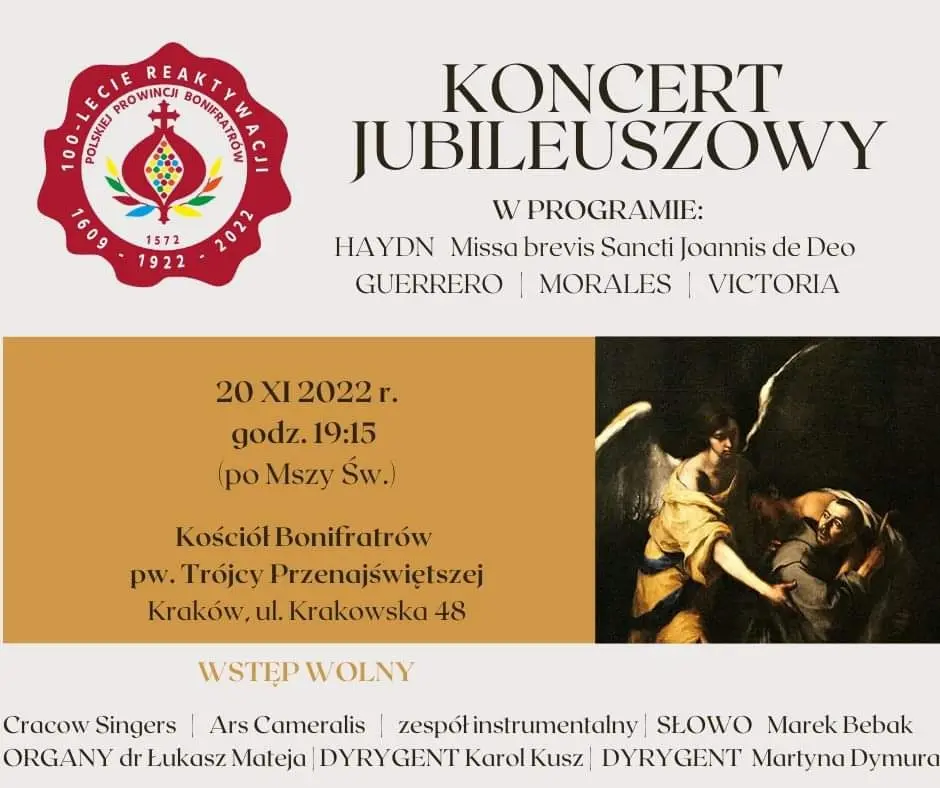 100-LECIE REAKTYWACJI
POLSKIEJ PROWINCJI BONIFRATRÓW
1572
1609 - 1922 - 2022
KONCERT
JUBILEUSZOWY
W PROGRAMIE:
HAYDN Missa brevis Sancti Joannis de Deo
GUERRERO | MORALES | VICTORIA
20 XI 2022 r.
godz. 19:15
(po Mszy Św.)
Kościół Bonifratrów
pw. Trójcy Przenajświętszej
Kraków, ul. Krakowska 48
WSTĘP WOLNY
Cracow Singers | Ars Cameralis | zespół instrumentalny | SŁOWO Marek Bebak
ORGANY dr Łukasz Mateja | DYRYGENT Karol Kusz | DYRYGENT Martyna Dymura